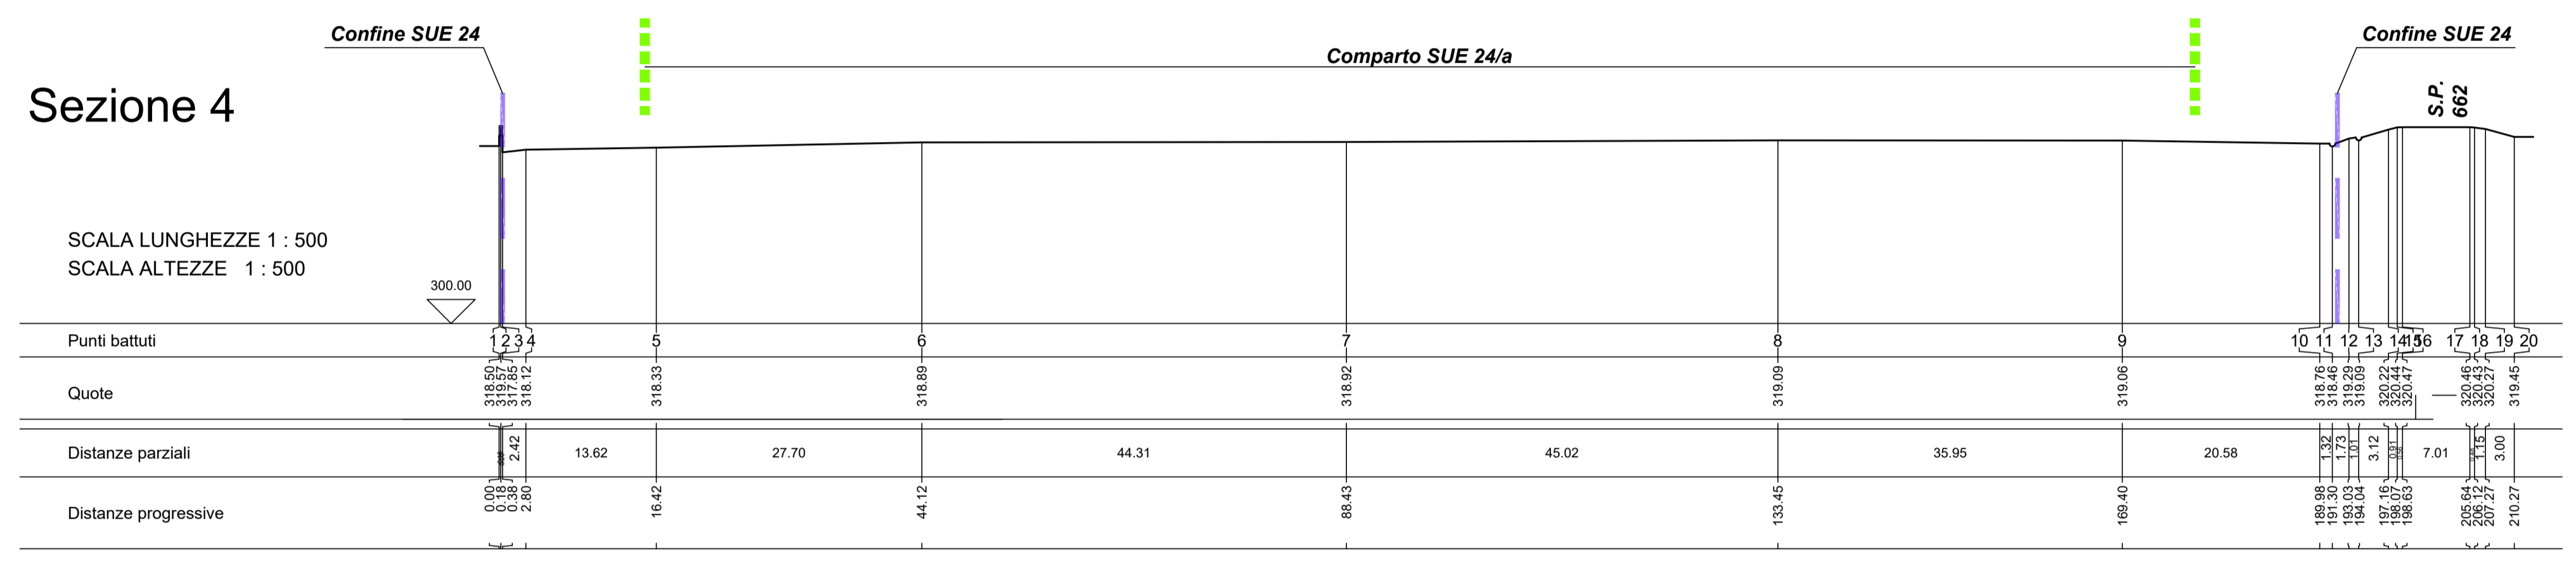 Confine SUE 24
Comparto SUE 24/a
Confine SUE 24
Sezione 4
S.P.
662
SCALA LUNGHEZZE 1 : 500
SCALA ALTEZZE 1 : 500
300.00
Punti battuti 1 2 3 4 5 6 7 8 9 10 11 12 13 14 15 16 17 18 19 20
Quote 318.50 319.57 317.85 318.12 318.33 318.89 318.92 319.09 319.06 318.76 318.46 319.29 319.09 320.22 320.44 320.47 320.46 320.43 320.27 319.45
Distanze parziali 2.42 13.62 27.70 44.31 45.02 35.95 20.58 1.32 1.73 1.01 3.12 0.91 0.56 7.01 1.15 3.00
Distanze progressive 0.00 0.18 0.38 2.80 16.42 44.12 88.43 133.45 169.40 189.98 191.30 193.03 194.04 197.16 198.07 198.63 205.64 206.12 207.27 210.27